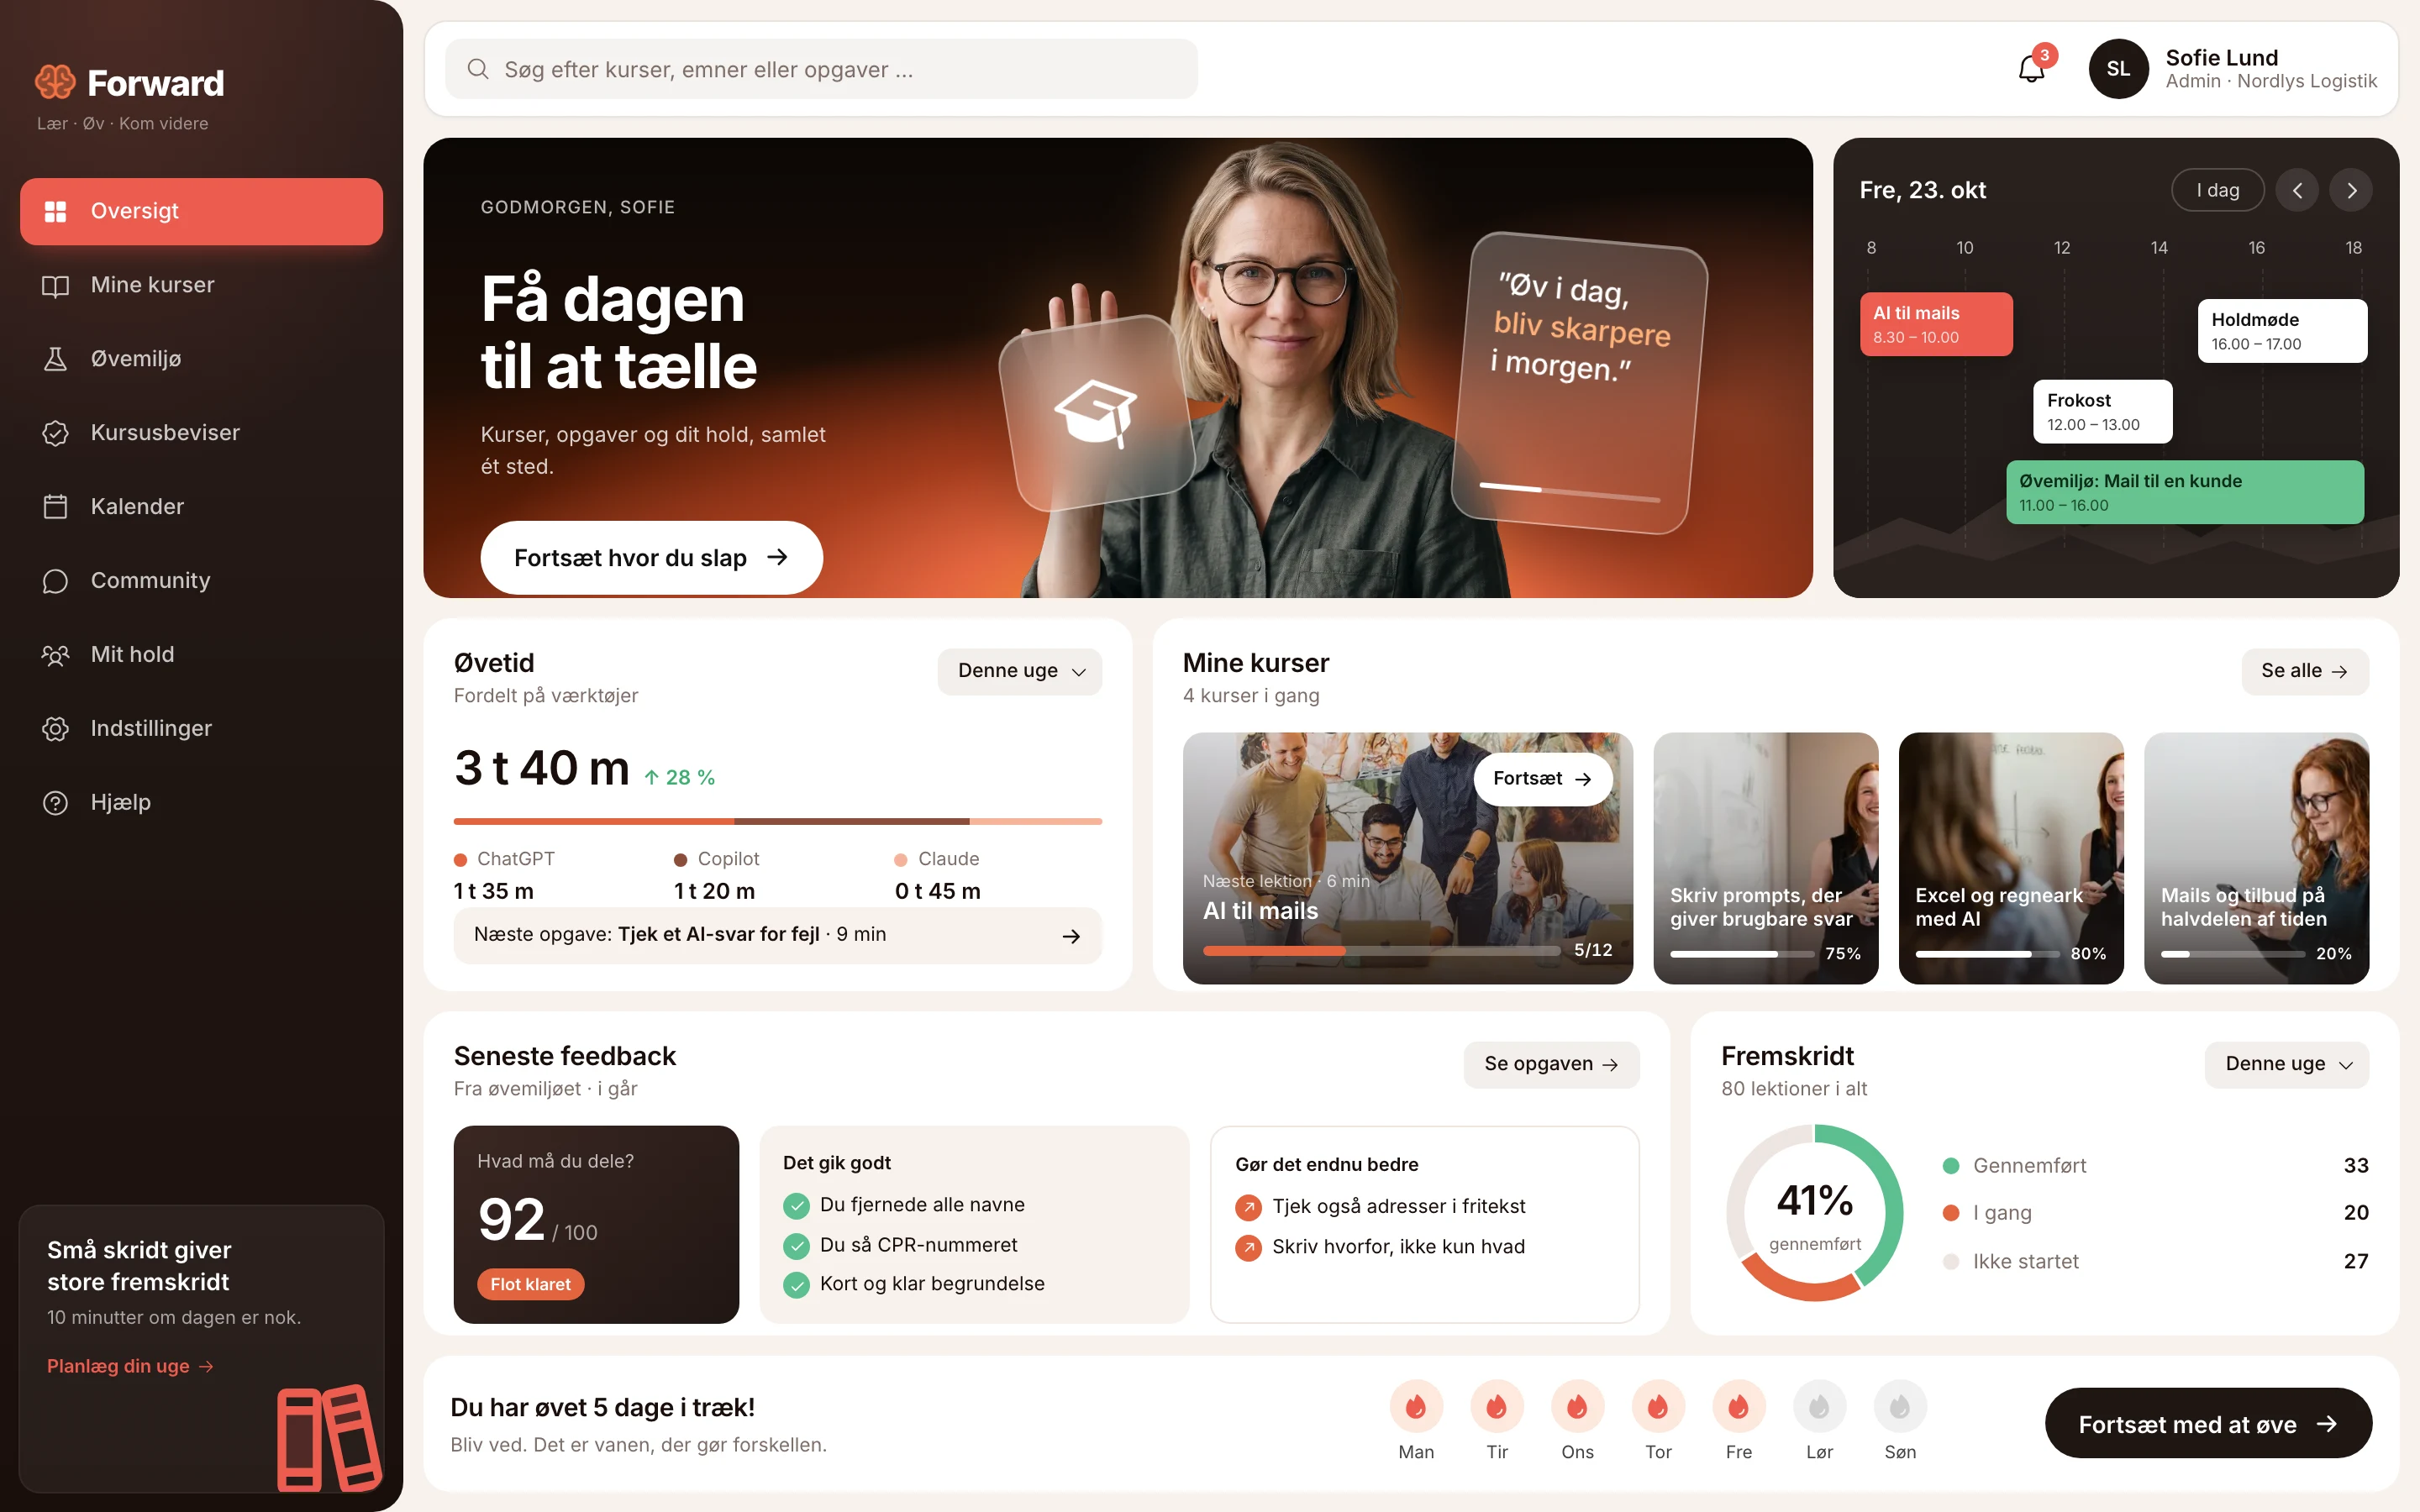 Forward
Lær · Øv · Kom videre
Oversigt
Mine kurser
Øvemiljø
Kursusbeviser
Kalender
Community
Mit hold
Indstillinger
Hjælp
Små skridt giver
store fremskridt
10 minutter om dagen er nok.
Planlæg din uge →
Søg efter kurser, emner eller opgaver ...
3
SL
Sofie Lund
Admin · Nordlys Logistik
GODMORGEN, SOFIE
Få dagen
til at tælle
Kurser, opgaver og dit hold, samlet
ét sted.
Fortsæt hvor du slap →
"Øv i dag,
bliv skarpere
i morgen."
Fre, 23. okt
I dag
8 10 12 14 16 18
AI til mails
8.30 – 10.00
Holdmøde
16.00 – 17.00
Frokost
12.00 – 13.00
Øvemiljø: Mail til en kunde
11.00 – 16.00
Øvetid
Fordelt på værktøjer
Denne uge
3 t 40 m ↑ 28 %
ChatGPT
1 t 35 m
Copilot
1 t 20 m
Claude
0 t 45 m
Næste opgave: Tjek et AI-svar for fejl · 9 min →
Mine kurser
4 kurser i gang
Se alle →
Fortsæt →
Næste lektion · 6 min
AI til mails
5/12
Skriv prompts, der
giver brugbare svar
75%
Excel og regneark
med AI
80%
Mails og tilbud på
halvdelen af tiden
20%
Seneste feedback
Fra øvemiljøet · i går
Se opgaven →
Hvad må du dele?
92 / 100
Flot klaret
Det gik godt
Du fjernede alle navne
Du så CPR-nummeret
Kort og klar begrundelse
Gør det endnu bedre
Tjek også adresser i fritekst
Skriv hvorfor, ikke kun hvad
Fremskridt
80 lektioner i alt
Denne uge
41%
gennemført
Gennemført 33
I gang 20
Ikke startet 27
Du har øvet 5 dage i træk!
Bliv ved. Det er vanen, der gør forskellen.
Man Tir Ons Tor Fre Lør Søn
Fortsæt med at øve →